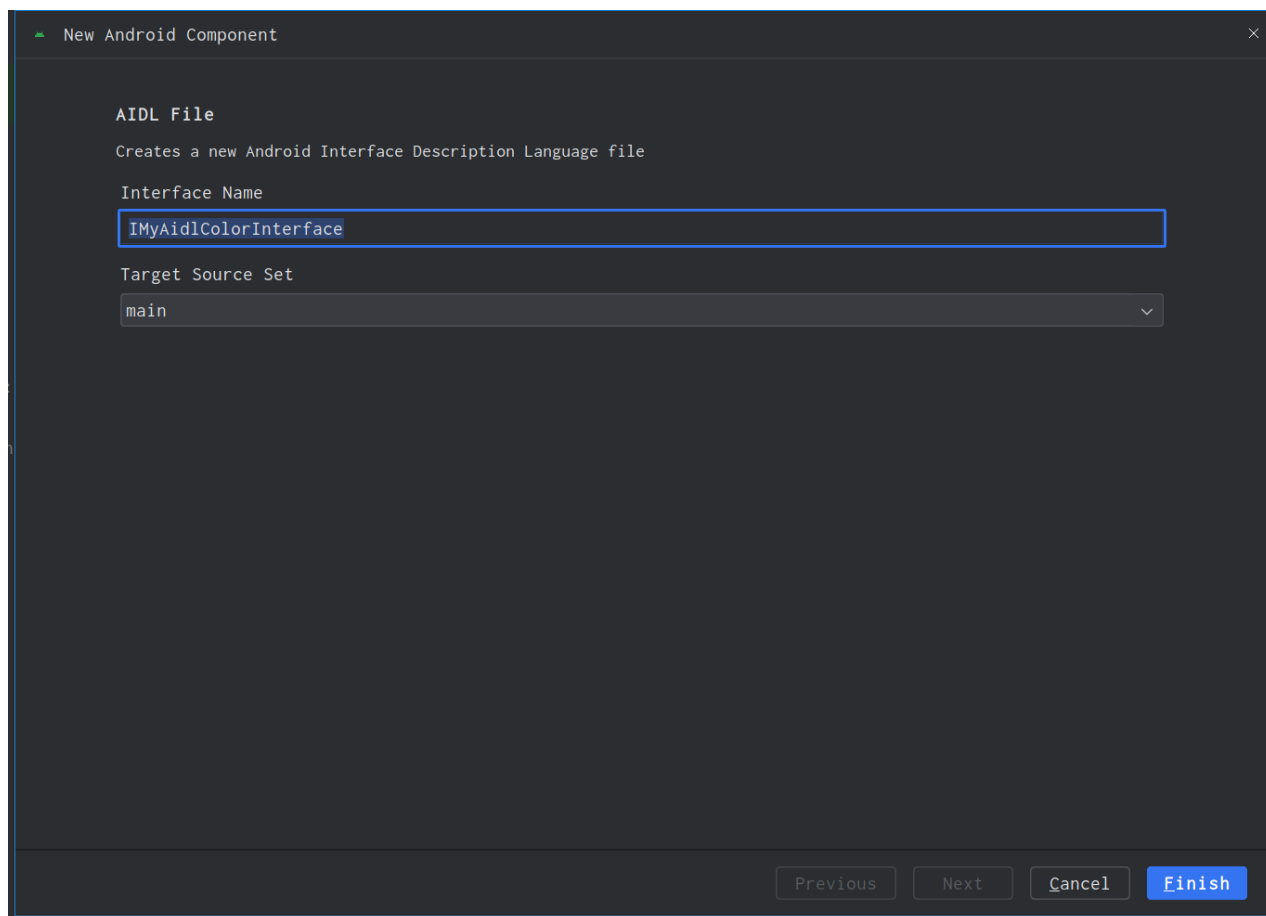 New Android Component
AIDL File
Creates a new Android Interface Description Language file
Interface Name
IMyAidlColorInterface
Target Source Set
main
Previous Next Cancel Finish